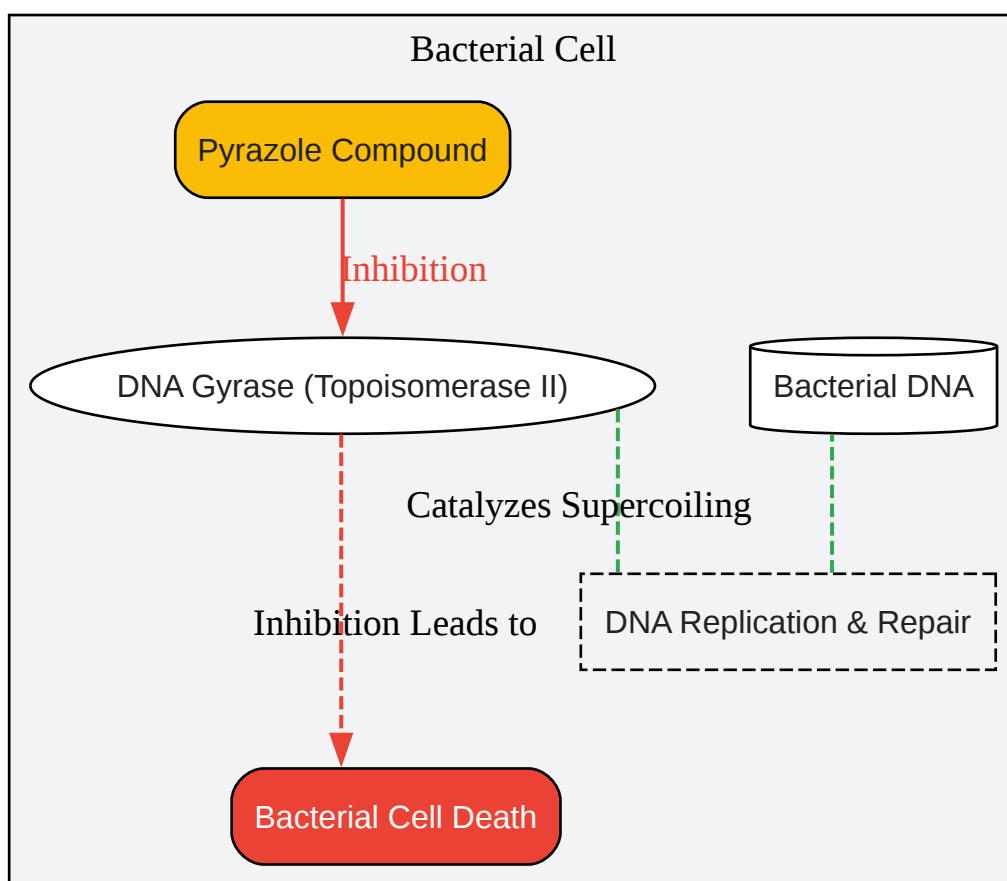 Bacterial Cell
Pyrazole Compound
Inhibition
DNA Gyrase (Topoisomerase II)
Bacterial DNA
Catalyzes Supercoiling
Inhibition Leads to
DNA Replication & Repair
Bacterial Cell Death